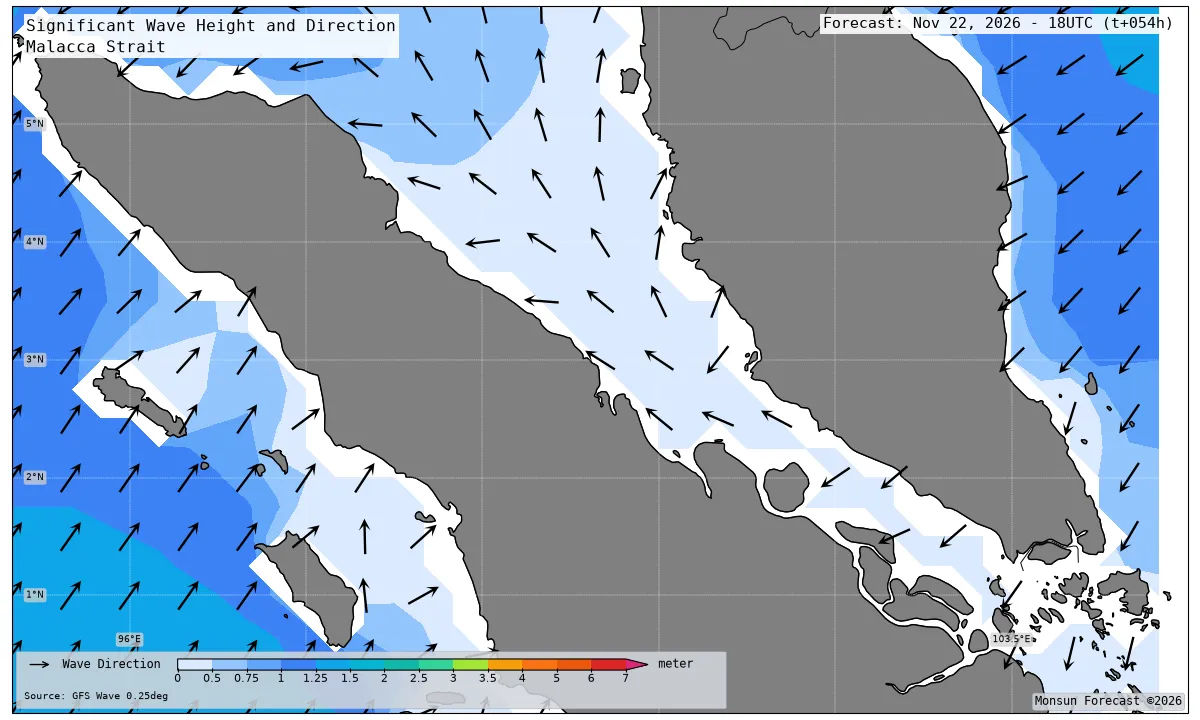 Significant Wave Height and Direction
Malacca Strait
Forecast: Nov 22, 2026 - 18UTC (t+054h)
5°N
4°N
3°N
2°N
1°N
96°E
103.5°E
Wave Direction
meter
0 0.5 0.75 1 1.25 1.5 2 2.5 3 3.5 4 5 6 7
Source: GFS Wave 0.25deg
Monsun Forecast ©2026